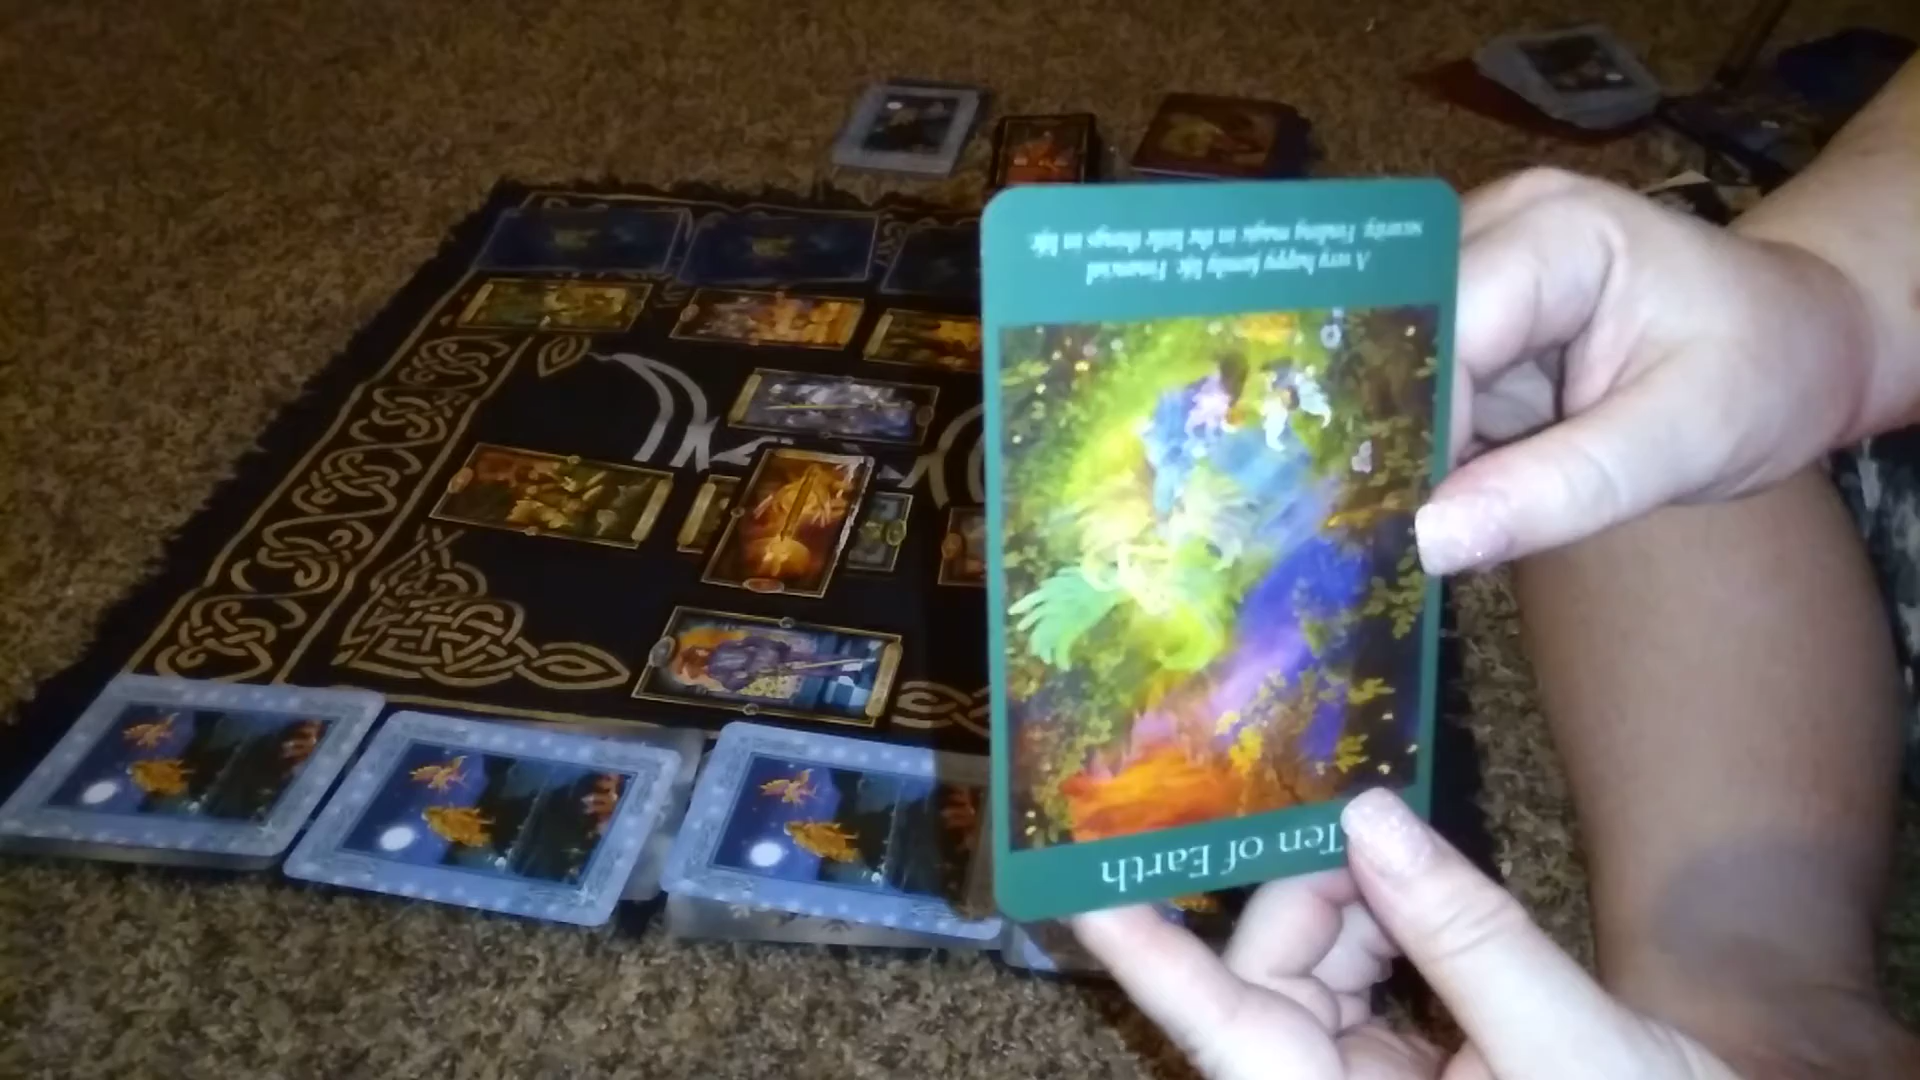 Ten of Earth
A very happy family life. Financial
security. Finding magic in the little things in life.